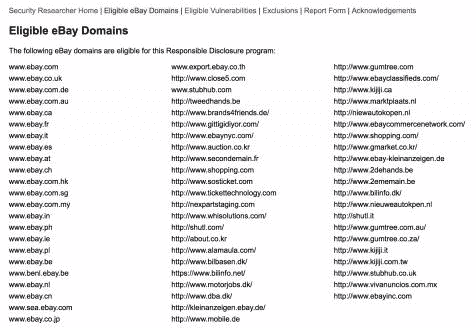 Security Researcher Home | Eligible eBay Domains | Eligible Vulnerabilities | Exclusions | Report Form | Acknowledgements
Eligible eBay Domains
The following eBay domains are eligible for this Responsible Disclosure program:
www.ebay.com
www.ebay.co.uk
www.ebay.com.de
www.ebay.com.au
www.ebay.ca
www.ebay.fr
www.ebay.it
www.ebay.es
www.ebay.at
www.ebay.ch
www.ebay.com.hk
www.ebay.com.sg
www.ebay.com.my
www.ebay.in
www.ebay.ph
www.ebay.ie
www.ebay.pl
www.ebay.be
www.benl.ebay.be
www.ebay.nl
www.ebay.cn
www.sea.ebay.com
www.ebay.co.jp
www.export.ebay.co.th
http://www.close5.com
www.stubhub.com
http://tweedhands.be
http://www.brands4friends.de/
http://www.gittigidiyor.com/
http://www.ebaynyc.com/
http://www.auction.co.kr
http://www.secondemain.fr
http://www.shopping.com
http://www.sosticket.com
http://www.tickettechnology.com
http://nexpartstaging.com
http://www.whisolutions.com/
http://shutl.com/
http://about.co.kr
http://www.alamaula.com/
http://www.bilbasen.dk/
https://www.bilinfo.net/
http://www.motorjobs.dk/
http://www.dba.dk/
http://kleinanzeigen.ebay.de/
http://www.mobile.de
http://www.gumtree.com
http://www.ebayclassifieds.com/
http://www.kijiji.ca
http://www.marktplaats.nl
http://niewautokopen.nl
http://www.gumtree.com/
http://www.ebaycommercenetwork.com/
http://www.shopping.com/
http://www.gmarket.co.kr/
http://www.ebay-kleinanzeigen.de
http://www.2dehands.be
http://www.2ememain.be
http://www.bilinfo.dk/
http://www.nieuweautokpen.nl
http://shutl.it
http://www.gumtree.com.au/
http://www.gumtree.co.za/
http://www.kijiji.it
http://www.kijiji.com.tw
http://www.stubhub.co.uk
http://www.vivanuncios.com.mx
http://www.ebayinc.com